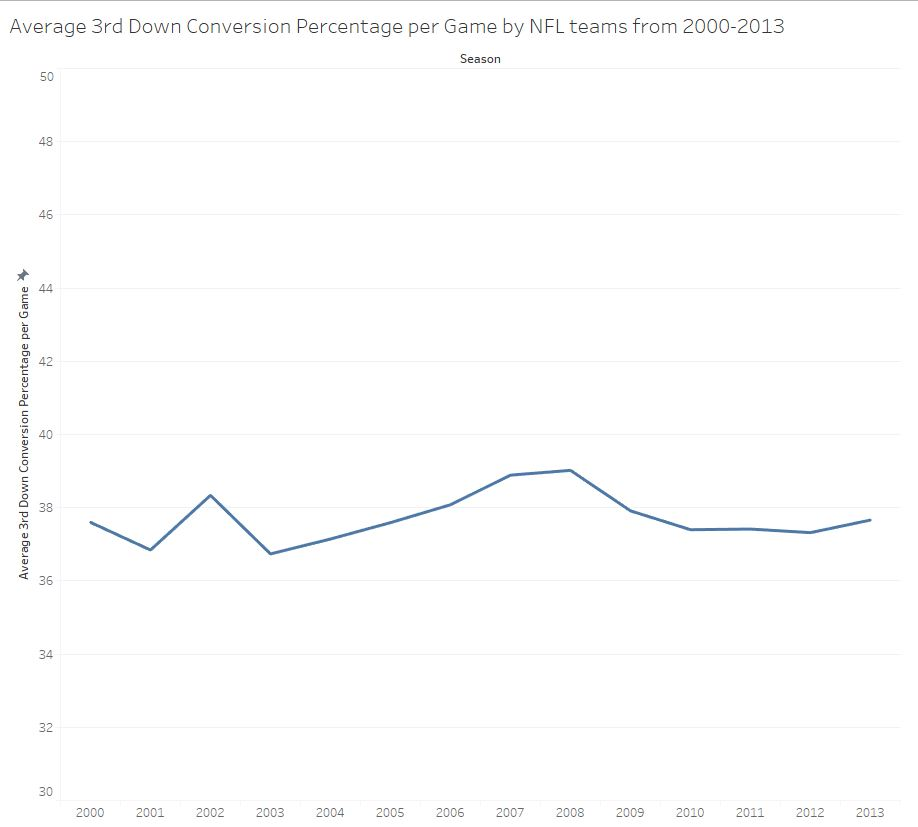 Average 3rd Down Conversion Percentage per Game by NFL teams from 2000-2013
Season
50
48
46
44
42
40
38
36
34
32
30
Average 3rd Down Conversion Percentage per Game
2000 2001 2002 2003 2004 2005 2006 2007 2008 2009 2010 2011 2012 2013